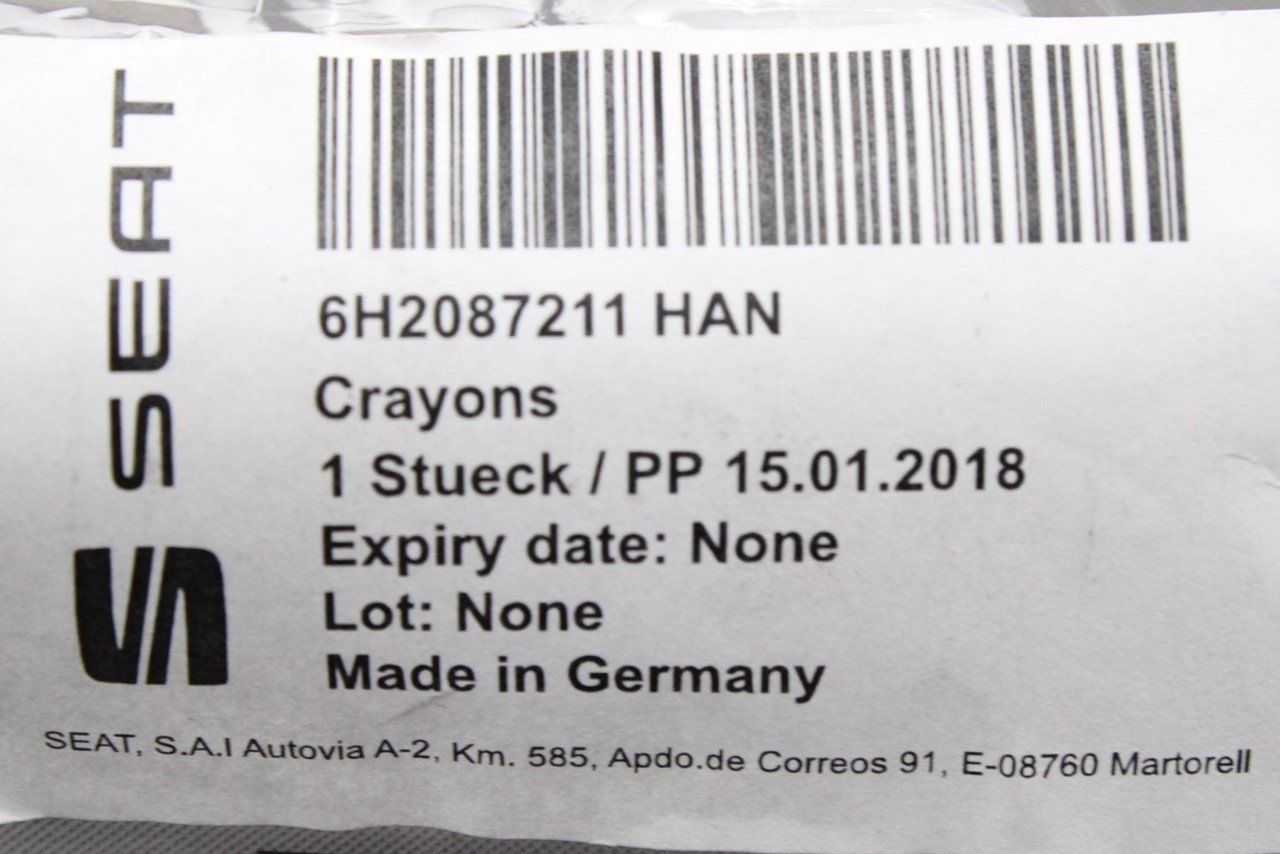 SEAT
6H2087211 HAN
Crayons
1 Stueck / PP 15.01.2018
Expiry date: None
Lot: None
Made in Germany
SEAT, S.A.I Autovia A-2, Km. 585, Apdo.de Correos 91, E-08760 Martorell